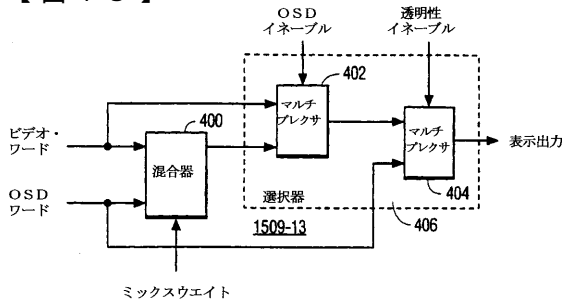 OSD
イネーブル
透明性
イネーブル
402
マルチ
プレクサ
400
マルチ
プレクサ
ビデオ・
ワード
混合器
表示出力
OSD
ワード
選択器
404
406
1509-13
ミックスウエイト